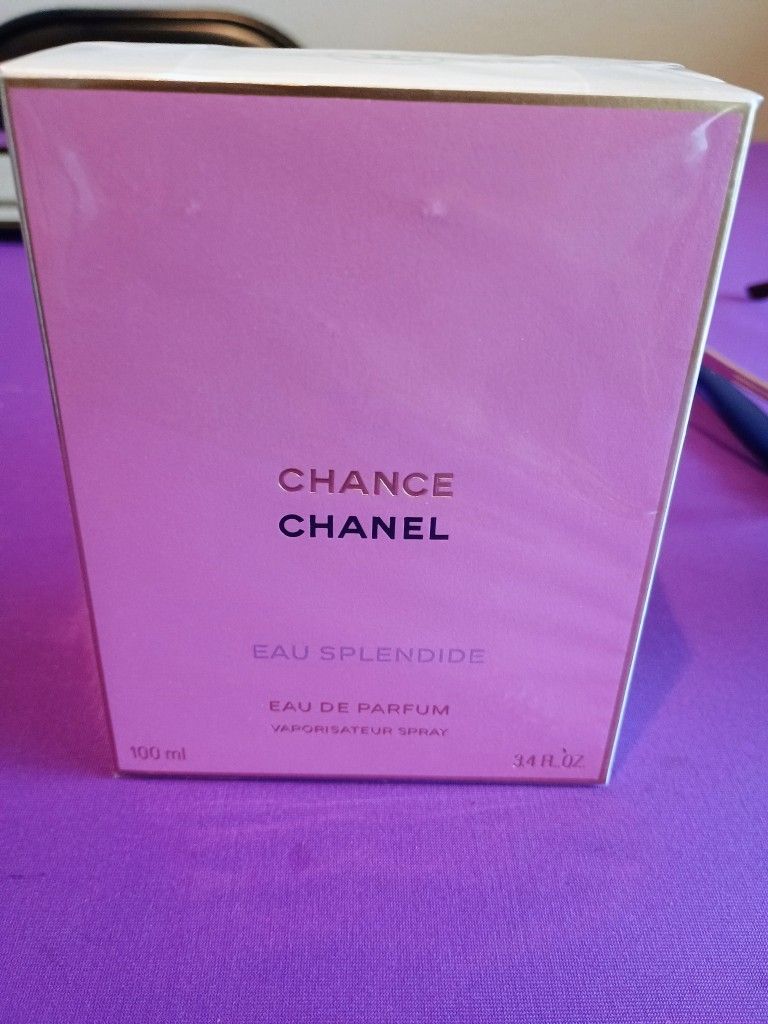 CHANCE
CHANEL
EAU SPLENDIDE
EAU DE PARFUM
VAPORISATEUR SPRAY
100 ml 3.4 FL.OZ.